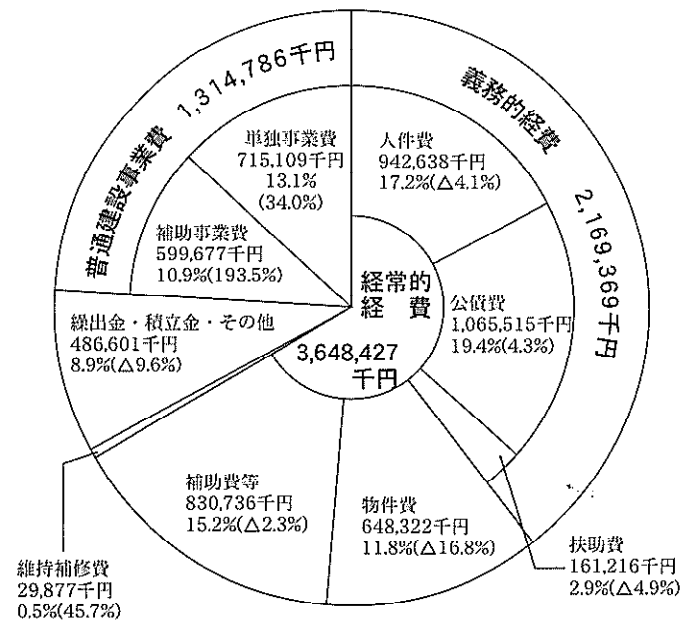 普通建設事業費 1,314,786千円
義務的経費 2,169,369千円
単独事業費
715,109千円
13.1%
(34.0%)
人件費
942,638千円
17.2%(△4.1%)
補助事業費
599,677千円
10.9%(193.5%)
経常的
経 費
3,648,427
千円
公債費
1,065,515千円
19.4%(4.3%)
繰出金・積立金・その他
486,601千円
8.9%(△9.6%)
補助費等
830,736千円
15.2%(△2.3%)
物件費
648,322千円
11.8%(△16.8%)
扶助費
161,216千円
2.9%(△4.9%)
維持補修費
29,877千円
0.5%(45.7%)